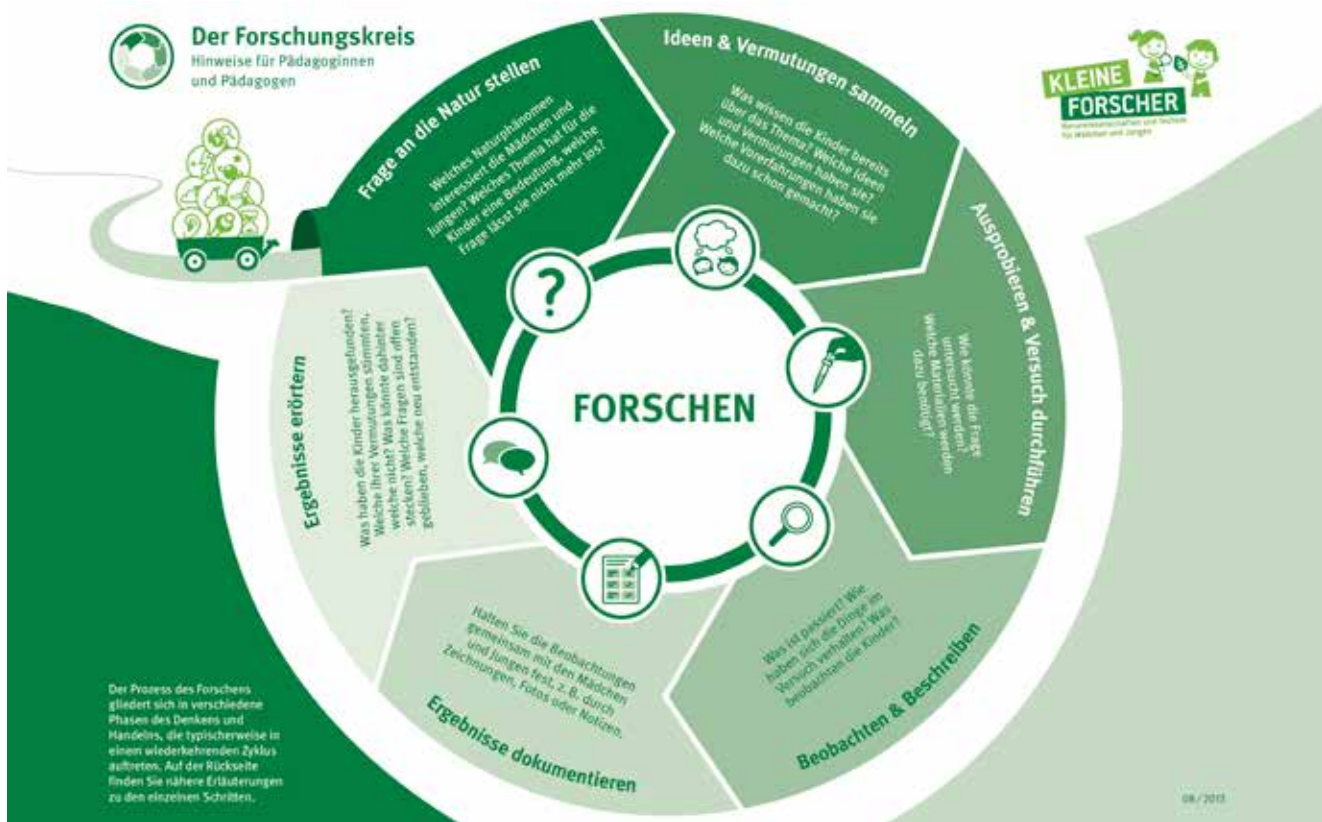 Der Forschungskreis
Hinweise für Pädagoginnen
und Pädagogen
KLEINE
FORSCHER
Naturwissenschaften und Technik
für Mädchen und Jungen
Frage an die Natur stellen
Welches Naturphänomen
interessiert die Mädchen und
Jungen? Welches Thema hat für die
Kinder eine Bedeutung, welche
Frage lässt sie nicht mehr los?
Ideen & Vermutungen sammeln
Was wissen die Kinder bereits
über das Thema? Welche Ideen
und Vermutungen haben sie?
Welche Vorerfahrungen haben sie
dazu schon gemacht?
Ausprobieren & Versuch durchführen
Wie könnte die Frage
untersucht werden?
Welche Materialien werden
dazu benötigt?
Beobachten & Beschreiben
Was ist passiert? Wie
haben sich die Dinge im
Versuch verhalten? Was
beobachten die Kinder?
Ergebnisse dokumentieren
Halten Sie die Beobachtungen
gemeinsam mit den Mädchen
und Jungen fest, z. B. durch
Zeichnungen, Fotos oder Notizen.
Ergebnisse erörtern
Was haben die Kinder herausgefunden?
Welche ihrer Vermutungen stimmten,
welche nicht? Was könnte dahinter
stecken? Welche Fragen sind offen
geblieben, welche neu entstanden?
?
FORSCHEN
Der Prozess des Forschens
gliedert sich in verschiedene
Phasen des Denkens und
Handelns, die typischerweise in
einem wiederkehrenden Zyklus
auftreten. Auf der Rückseite
finden Sie nähere Erläuterungen
zu den einzelnen Schritten.